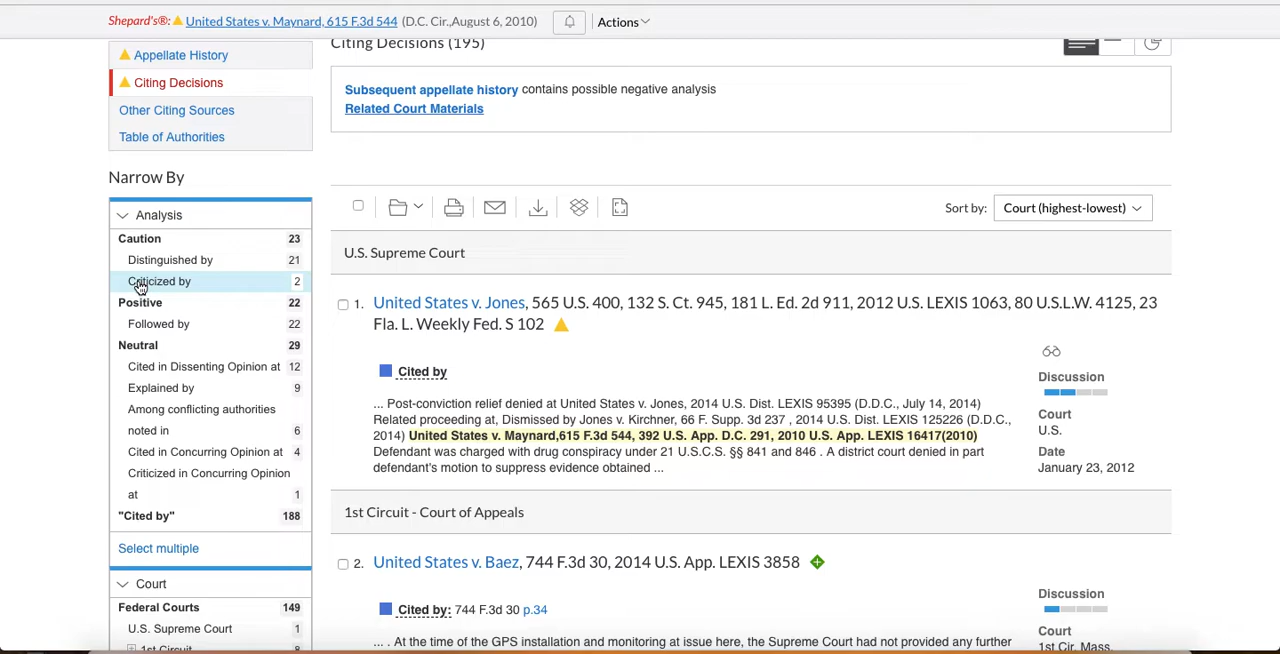 Shepard's®: United States v. Maynard, 615 F.3d 544 (D.C. Cir.,August 6, 2010) Actions
Appellate History
Citing Decisions
Other Citing Sources
Table of Authorities
Narrow By
Analysis
Caution 23
Distinguished by 21
Criticized by 2
Positive 22
Followed by 22
Neutral 29
Cited in Dissenting Opinion at 12
Explained by 9
Among conflicting authorities
noted in 6
Cited in Concurring Opinion at 4
Criticized in Concurring Opinion
at 1
"Cited by" 188
Select multiple
Court
Federal Courts 149
U.S. Supreme Court 1
1st Circuit 8
Citing Decisions (195)
Subsequent appellate history contains possible negative analysis
Related Court Materials
Sort by: Court (highest-lowest)
U.S. Supreme Court
1. United States v. Jones, 565 U.S. 400, 132 S. Ct. 945, 181 L. Ed. 2d 911, 2012 U.S. LEXIS 1063, 80 U.S.L.W. 4125, 23
Fla. L. Weekly Fed. S 102
Cited by
... Post-conviction relief denied at United States v. Jones, 2014 U.S. Dist. LEXIS 95395 (D.D.C., July 14, 2014)
Related proceeding at, Dismissed by Jones v. Kirchner, 66 F. Supp. 3d 237 , 2014 U.S. Dist. LEXIS 125226 (D.D.C.,
2014) United States v. Maynard,615 F.3d 544, 392 U.S. App. D.C. 291, 2010 U.S. App. LEXIS 16417(2010)
Defendant was charged with drug conspiracy under 21 U.S.C.S. §§ 841 and 846 . A district court denied in part
defendant's motion to suppress evidence obtained ...
Discussion
Court
U.S.
Date
January 23, 2012
1st Circuit - Court of Appeals
2. United States v. Baez, 744 F.3d 30, 2014 U.S. App. LEXIS 3858
Cited by: 744 F.3d 30 p.34
... . At the time of the GPS installation and monitoring at issue here, the Supreme Court had not provided any further
Discussion
Court
1st Cir. Mass.